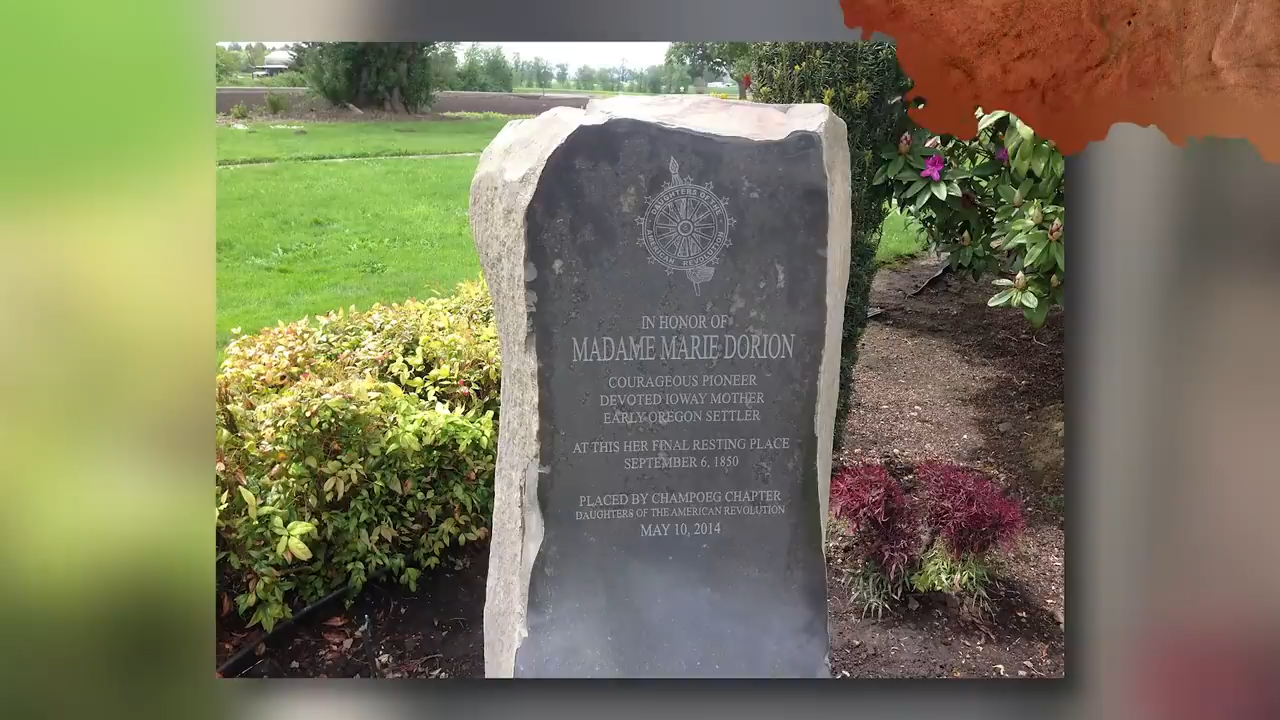 DAUGHTERS OF THE
AMERICAN REVOLUTION
IN HONOR OF
MADAME MARIE DORION
COURAGEOUS PIONEER
DEVOTED IOWAY MOTHER
EARLY OREGON SETTLER
AT THIS HER FINAL RESTING PLACE
SEPTEMBER 6, 1850
PLACED BY CHAMPOEG CHAPTER
DAUGHTERS OF THE AMERICAN REVOLUTION
MAY 10, 2014